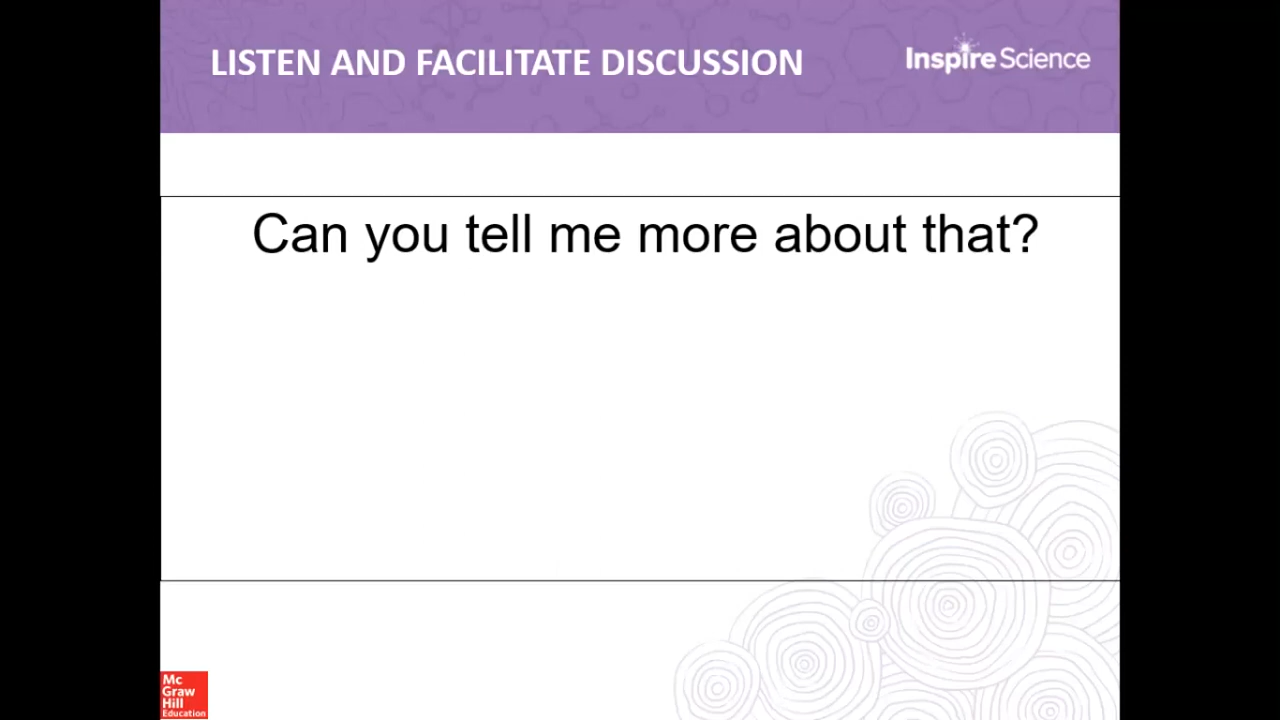 LISTEN AND FACILITATE DISCUSSION
Inspire Science
Can you tell me more about that?
Mc
Graw
Hill
Education